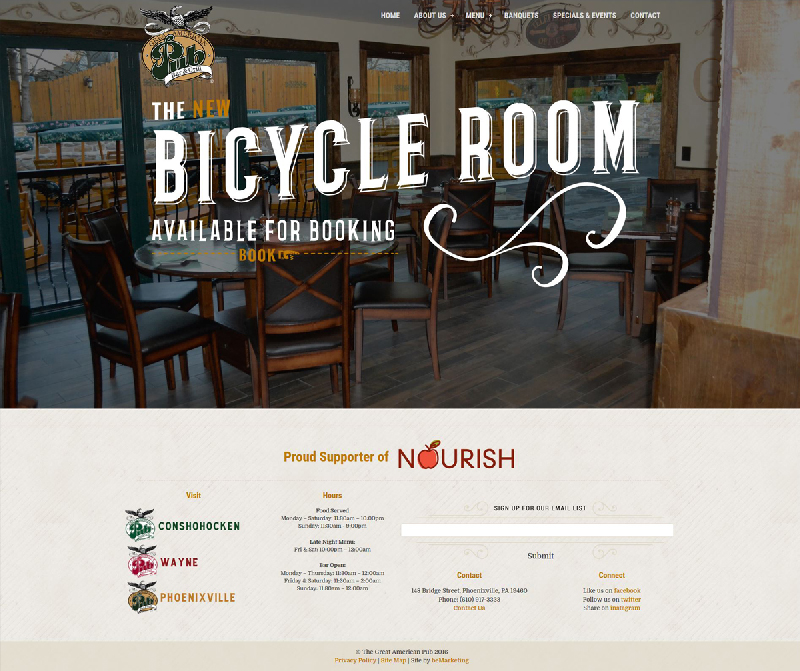 HOME ABOUT US + MENU + BANQUETS SPECIALS & EVENTS CONTACT
Pub
THE NEW
BICYCLE ROOM
AVAILABLE FOR BOOKING
Proud Supporter of NOURISH
Visit
Pub CONSHOHOCKEN
Pub WAYNE
Pub PHOENIXVILLE
Hours
Food Served
Monday - Saturday: 11:30am - 10:00pm
Sunday: 11:30am - 9:00pm
Late Night Menu:
Fri & Sat: 10:00pm - 12:00am
Bar Open:
Monday - Thursday: 11:30am - 12:00am
Friday & Saturday: 11:30am - 2:00am
Sunday: 11:30am - 12:00am
SIGN UP FOR OUR EMAIL LIST
Submit
Contact
148 Bridge Street, Phoenixville, PA 19460
Phone: (610) 917-3333
Contact Us
Connect
Like us on facebook
Follow us on twitter
Share on instagram
© The Great American Pub 2016
Privacy Policy | Site Map | Site by beMarketing